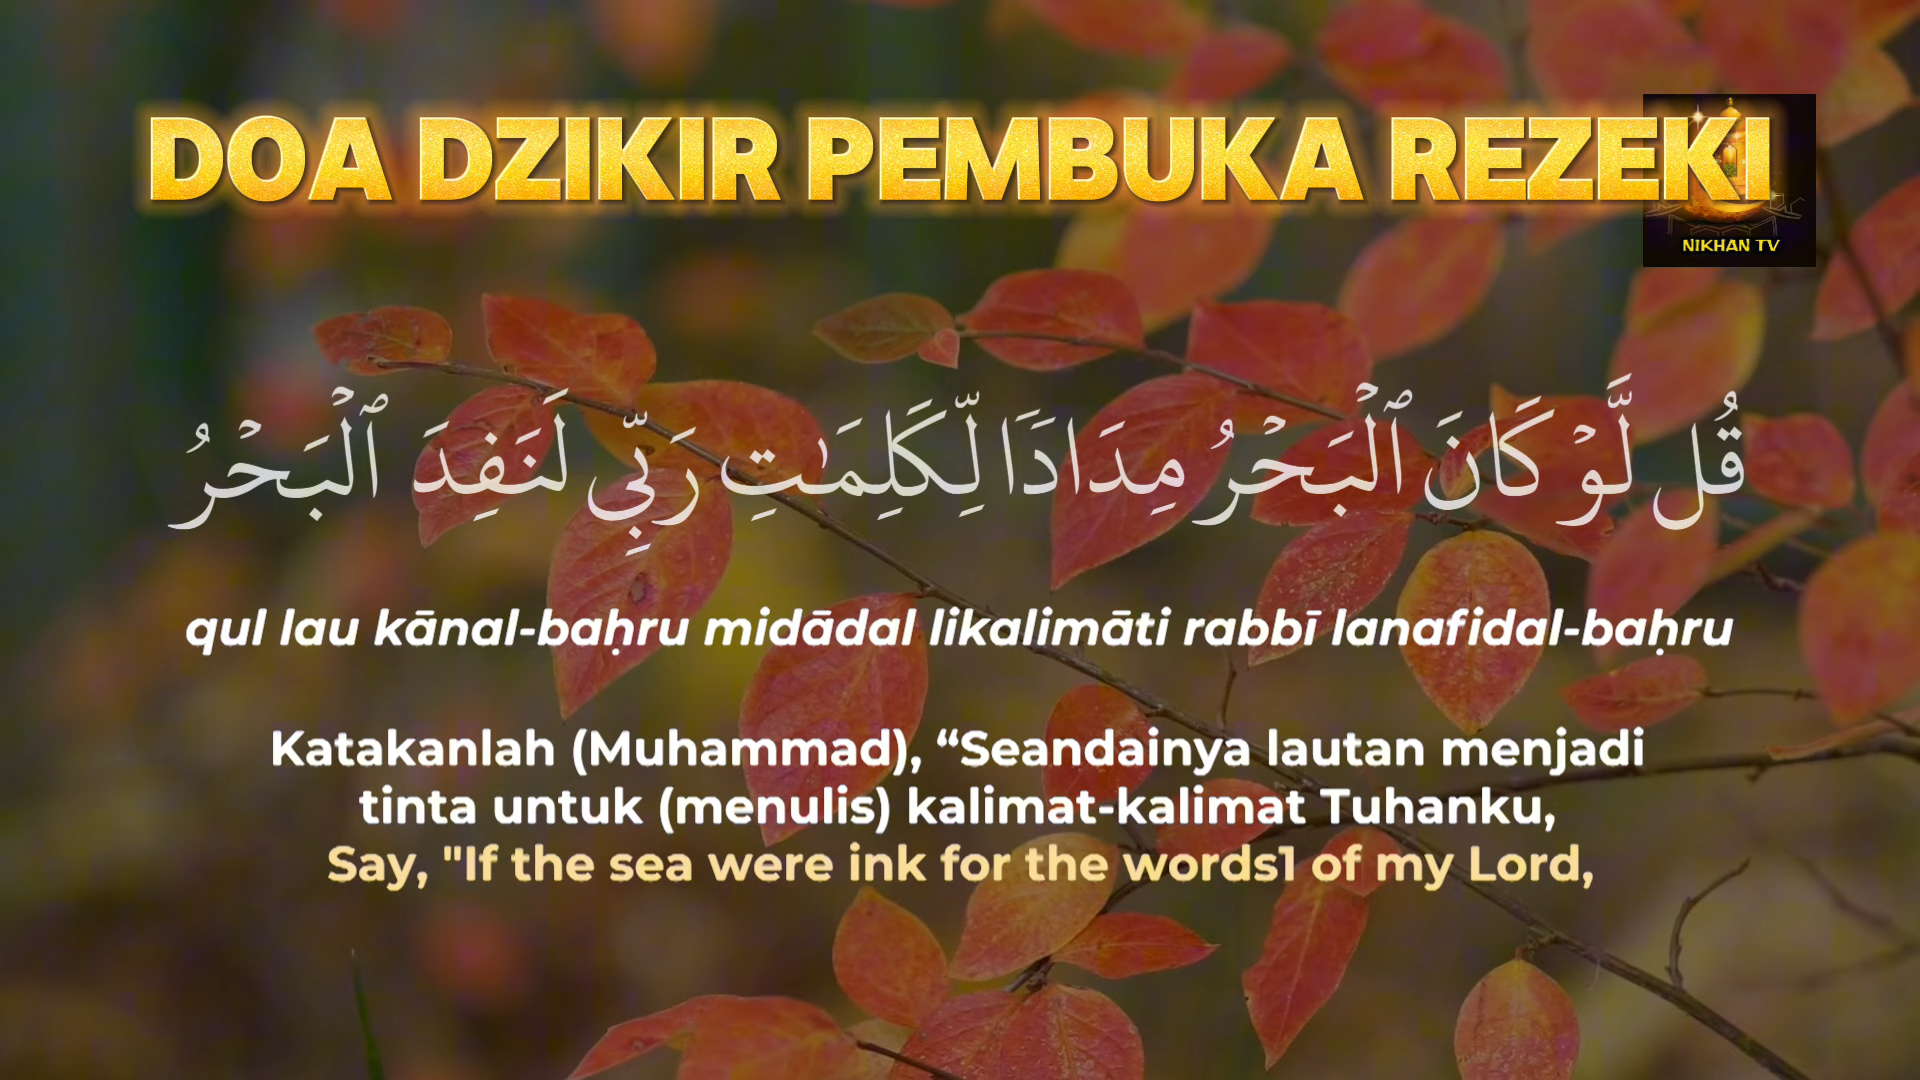 DOA DZIKIR PEMBUKA REZEKI
NIKHAN TV
قُل لَّوۡ كَانَ ٱلۡبَحۡرُ مِدَادَٗا لِّكَلِمَٰتِ رَبِّي لَنَفِدَ ٱلۡبَحۡرُ
qul lau kānal-baḥru midādal likalimāti rabbī lanafidal-baḥru
Katakanlah (Muhammad), “Seandainya lautan menjadi
tinta untuk (menulis) kalimat-kalimat Tuhanku,
Say, "If the sea were ink for the words1 of my Lord,